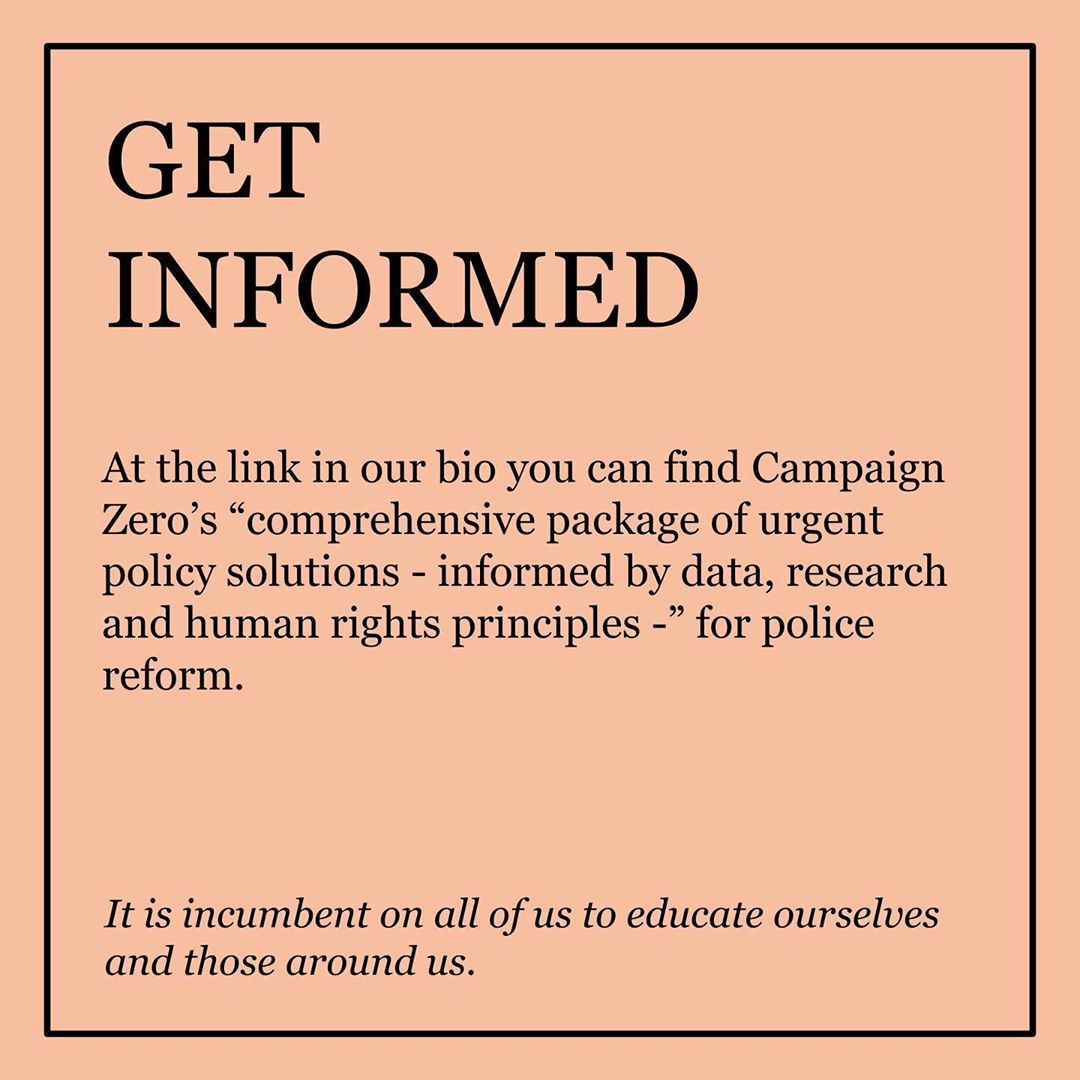 GET
INFORMED
At the link in our bio you can find Campaign
Zero’s “comprehensive package of urgent
policy solutions - informed by data, research
and human rights principles -” for police
reform.
It is incumbent on all of us to educate ourselves
and those around us.